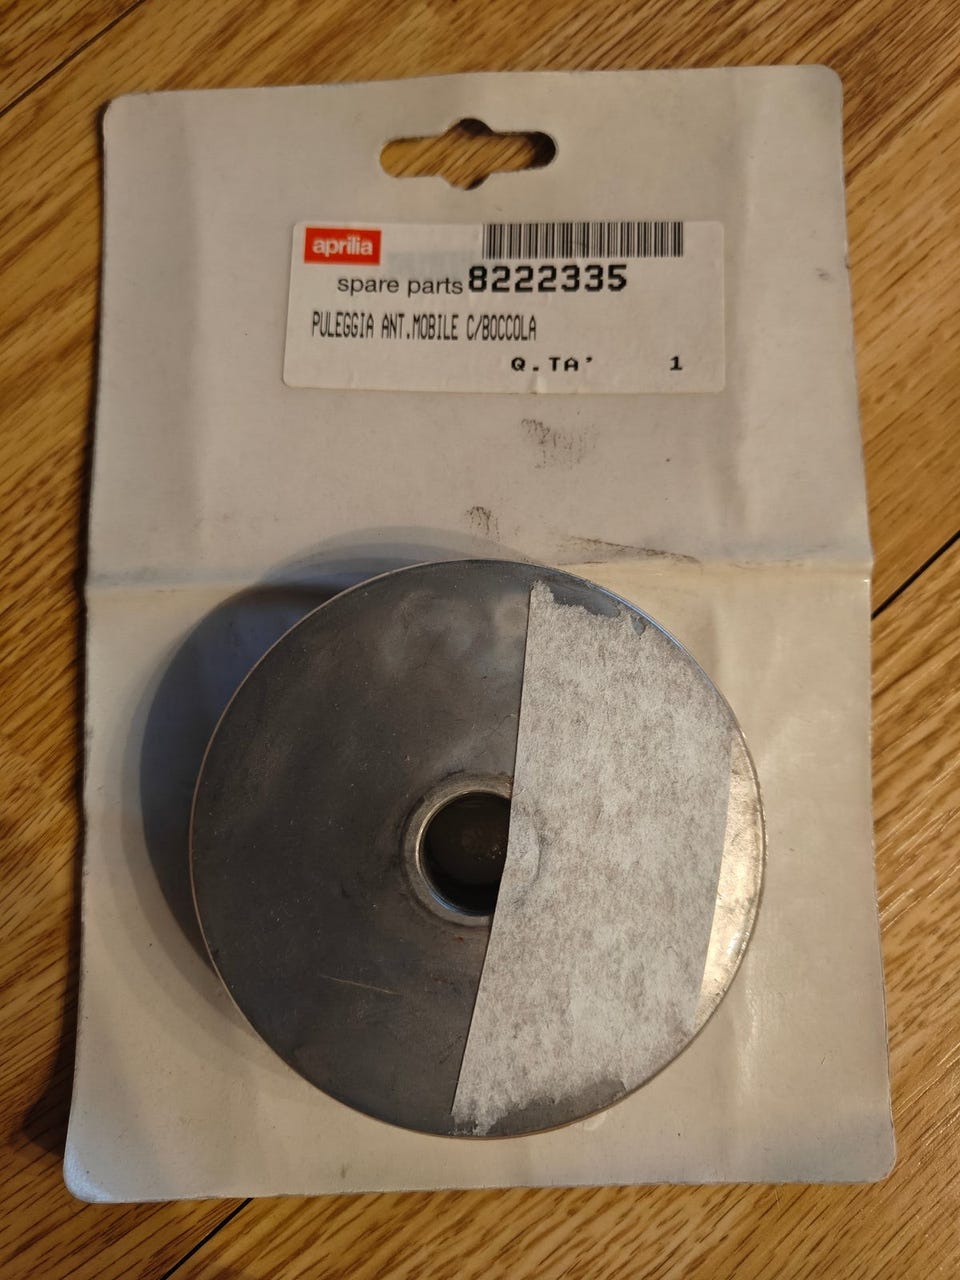 aprilia
spare parts 8222335
PULEGGIA ANT.MOBILE C/BOCCOLA
Q.TA' 1